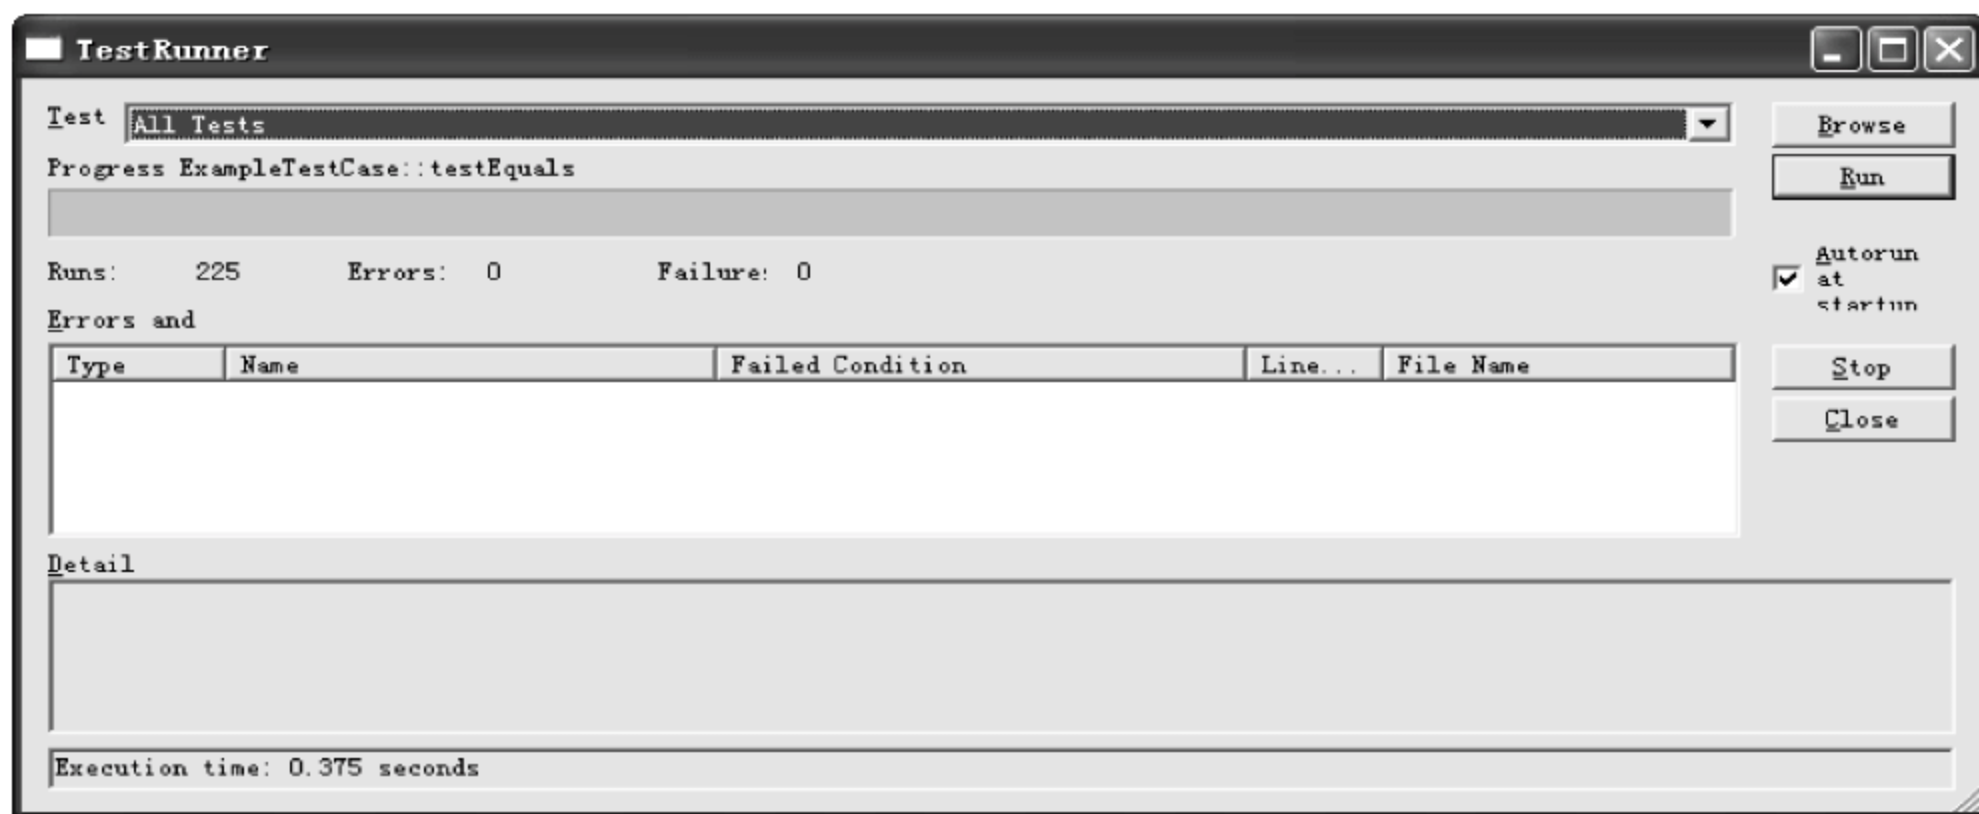 TestRunner
Test All Tests
Browse
Progress ExampleTestCase::testEquals
Run
Runs: 225 Errors: 0 Failure: 0
Autorun
at
startup
Errors and
Type Name Failed Condition Line... File Name
Stop
Close
Detail
Execution time: 0.375 seconds